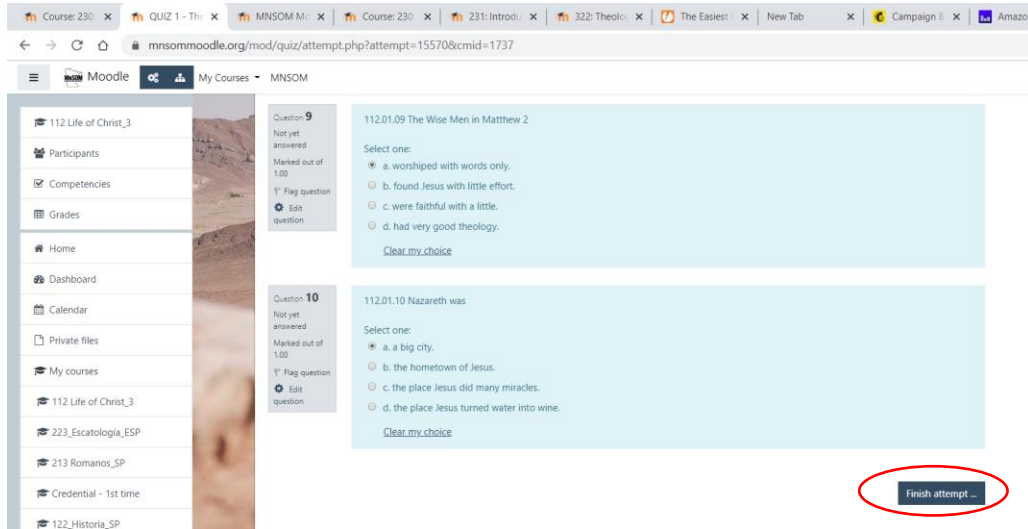 Course: 230
QUIZ 1 - Th
MNSOM Mo
Course: 230
231: Introdu
322: Theolo
The Easiest
New Tab
Campaign
Amazo
mnsommoodle.org/mod/quiz/attempt.php?attempt=15570&cmid=1737
MNSOM Moodle My Courses MNSOM
112 Life of Christ_3
Participants
Competencies
Grades
Home
Dashboard
Calendar
Private files
My courses
112 Life of Christ_3
223_Escatología_ESP
213 Romanos_SP
Credential - 1st time
122_Historia_SP
Question 9
Not yet
answered
Marked out of
1.00
Flag question
Edit
question
112.01.09 The Wise Men in Matthew 2
Select one:
a. worshiped with words only.
b. found Jesus with little effort.
c. were faithful with a little.
d. had very good theology.
Clear my choice
Question 10
Not yet
answered
Marked out of
1.00
Flag question
Edit
question
112.01.10 Nazareth was
Select one:
a. a big city.
b. the hometown of Jesus.
c. the place Jesus did many miracles.
d. the place Jesus turned water into wine.
Clear my choice
Finish attempt ...